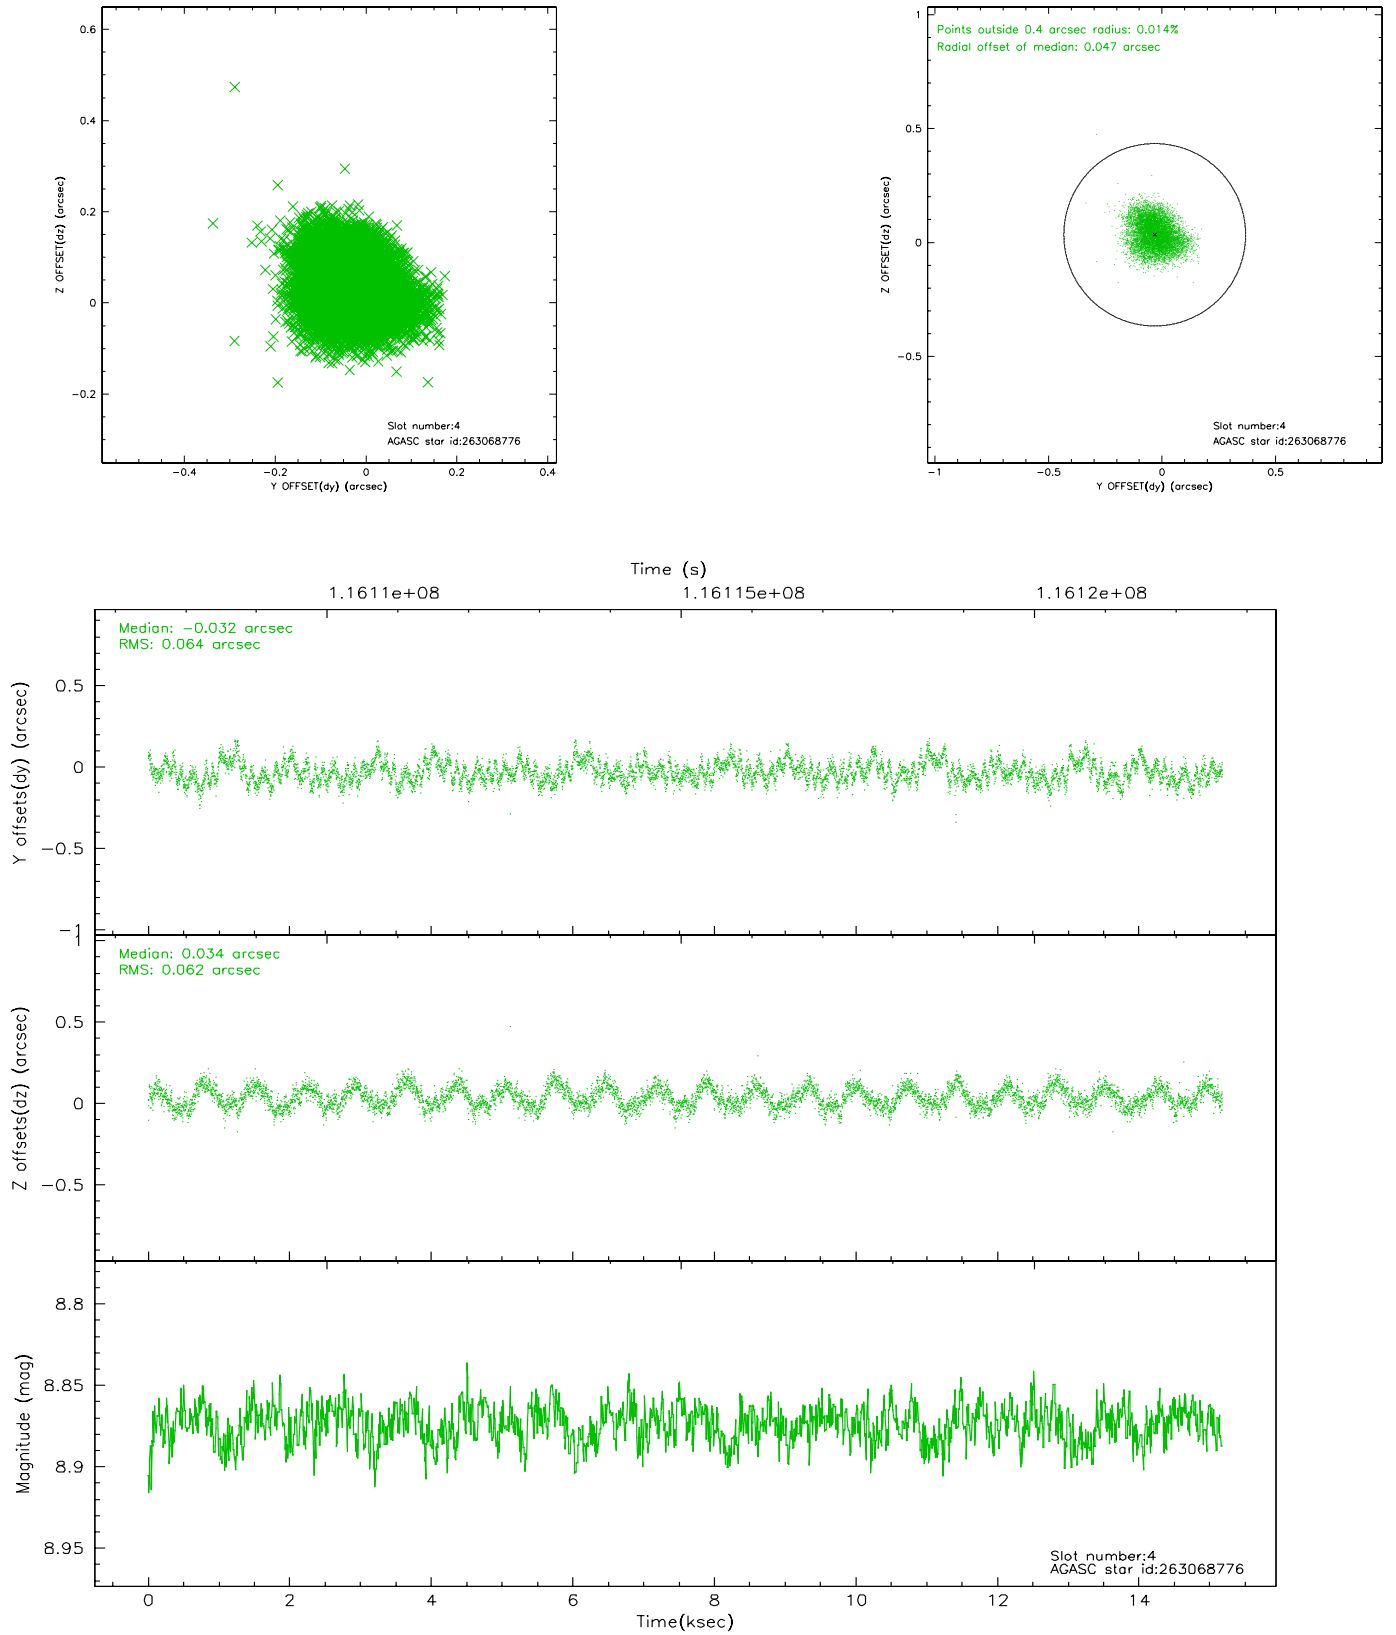 0.6
0.4
0.2
0
−0.2
Z OFFSET(dz) (arcsec)
Slot number:4
AGASC star id:263068776
−0.4 −0.2 0 0.2 0.4
Y OFFSET(dy) (arcsec)
Points outside 0.4 arcsec radius: 0.014%
Radial offset of median: 0.047 arcsec
1
0.5
0
−0.5
Z OFFSET(dz) (arcsec)
Slot number:4
AGASC star id:263068776
−1 −0.5 0 0.5
Y OFFSET(dy) (arcsec)
Time (s)
1.1611e+08 1.16115e+08 1.1612e+08
Median: −0.032 arcsec
RMS: 0.064 arcsec
0.5
0
−0.5
−1
Y offsets(dy) (arcsec)
Median: 0.034 arcsec
RMS: 0.062 arcsec
1
0.5
0
−0.5
Z offsets(dz) (arcsec)
8.8
8.85
8.9
8.95
Magnitude (mag)
Slot number:4
AGASC star id:263068776
0 2 4 6 8 10 12 14
Time(ksec)